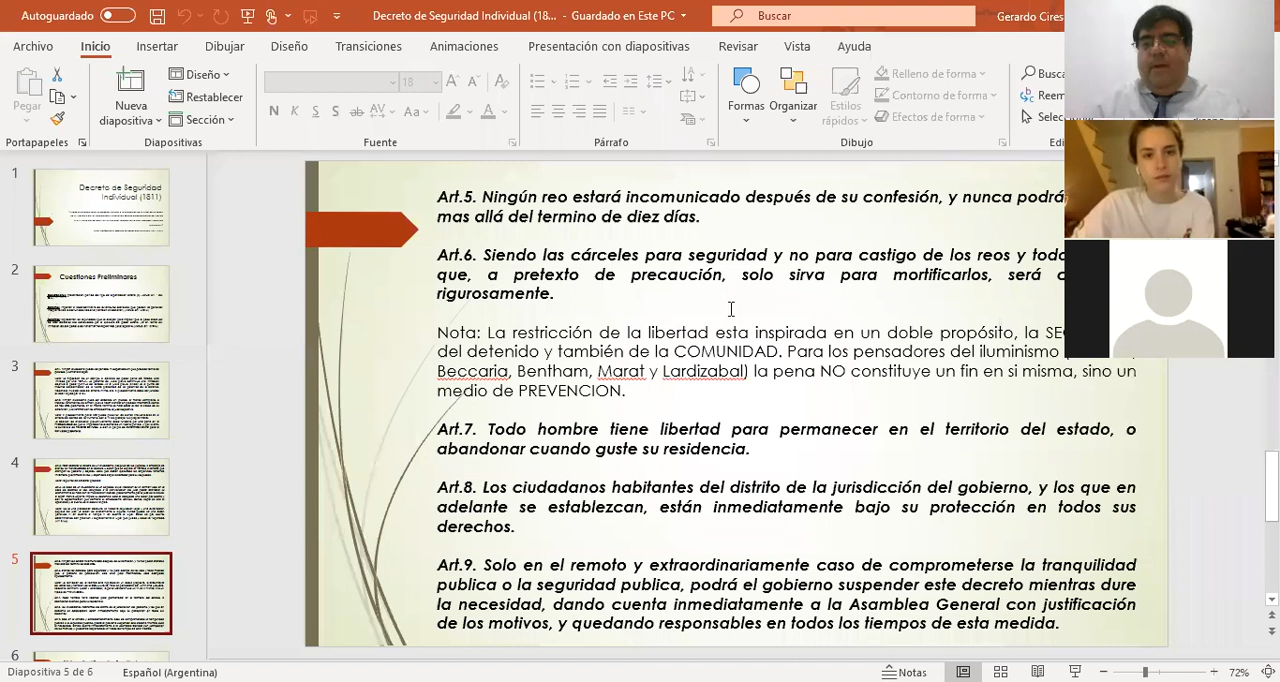 Autoguardado
Decreto de Seguridad Individual (18... - Guardado en Este PC
Buscar
Gerardo Cires
Archivo
Inicio
Insertar
Dibujar
Diseño
Transiciones
Animaciones
Presentación con diapositivas
Revisar
Vista
Ayuda
Pegar
Nueva
diapositiva
Diseño
Restablecer
Sección
18
Formas
Organizar
Estilos
rápidos
Relleno de forma
Contorno de forma
Efectos de forma
Portapapeles
Diapositivas
Fuente
Párrafo
Dibujo
1
Decreto de Seguridad
Individual (1811)
2
Cuestiones Preliminares
3
4
5
6
Art.5. Ningún reo estará incomunicado después de su confesión, y nunca podrá
mas allá del termino de diez días.
Art.6. Siendo las cárceles para seguridad y no para castigo de los reos y
que, a pretexto de precaución, solo sirva para mortificarlos, será
rigurosamente.
Nota: La restricción de la libertad esta inspirada en un doble propósito, la
del detenido y también de la COMUNIDAD. Para los pensadores del iluminismo
Beccaria, Bentham, Marat y Lardizabal) la pena NO constituye un fin en si misma, sino un
medio de PREVENCION.
Art.7. Todo hombre tiene libertad para permanecer en el territorio del estado, o
abandonar cuando guste su residencia.
Art.8. Los ciudadanos habitantes del distrito de la jurisdicción del gobierno, y los que en
adelante se establezcan, están inmediatamente bajo su protección en todos sus
derechos.
Art.9. Solo en el remoto y extraordinariamente caso de comprometerse la tranquilidad
publica o la seguridad publica, podrá el gobierno suspender este decreto mientras dure
la necesidad, dando cuenta inmediatamente a la Asamblea General con justificación
de los motivos, y quedando responsables en todos los tiempos de esta medida.
Diapositiva 5 de 6
Español (Argentina)
Notas
72%